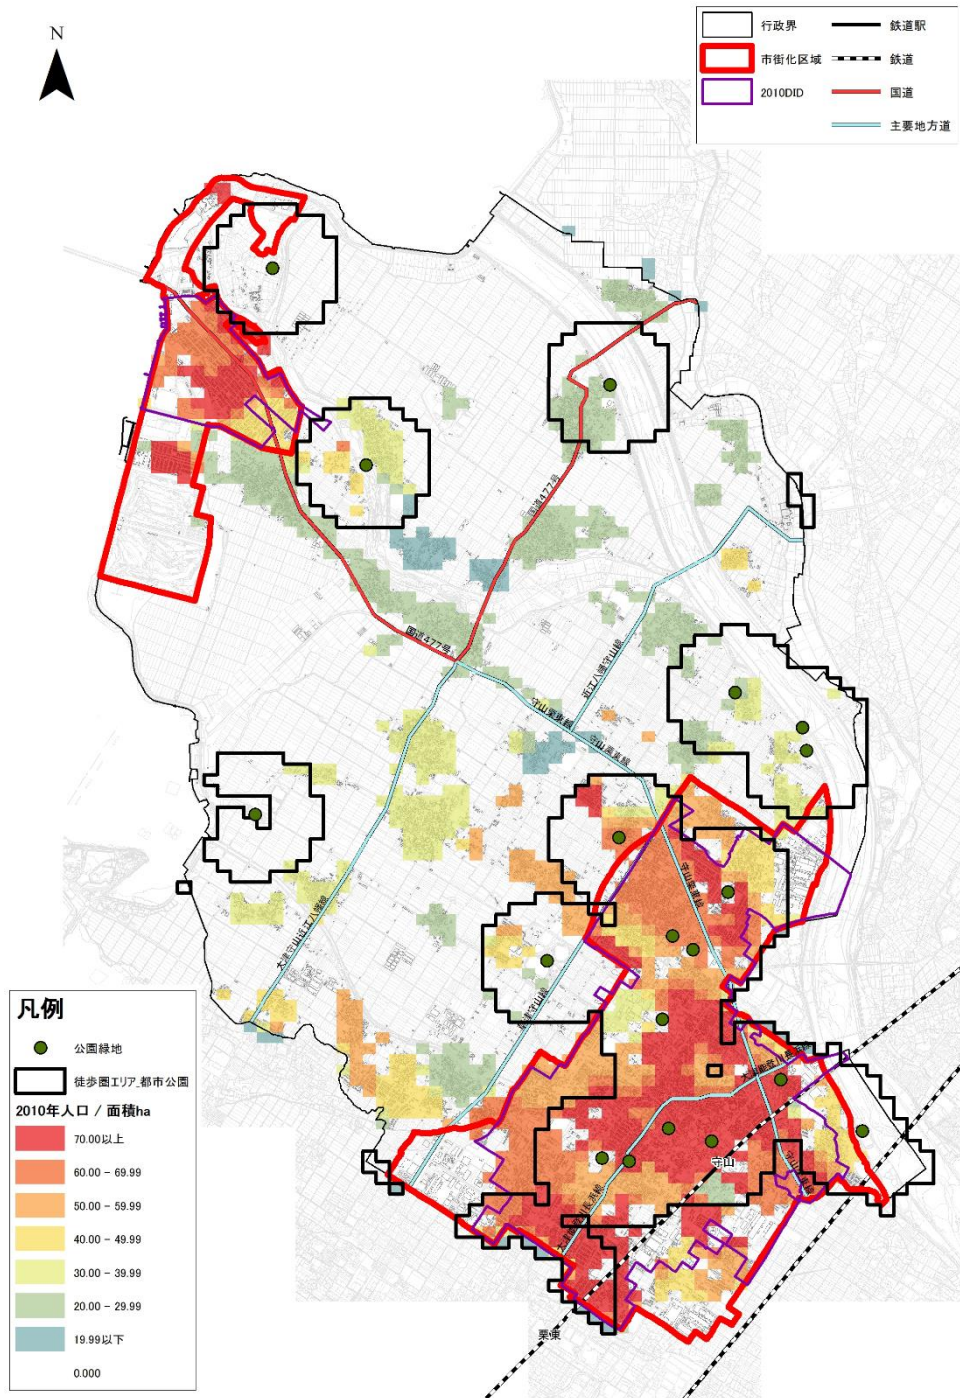 N
行政界
市街化区域
2010DID
鉄道駅
鉄道
国道
主要地方道
国道477号
国道477号
近江八幡守山線
守山栗東線
守山栗東線
守山栗東線
大津守山近江八幡線
草津守山線
守山
栗東
凡例
公園緑地
徒歩圏エリア_都市公園
2010年人口 / 面積ha
70.00以上
60.00 - 69.99
50.00 - 59.99
40.00 - 49.99
30.00 - 39.99
20.00 - 29.99
19.99以下
0.000